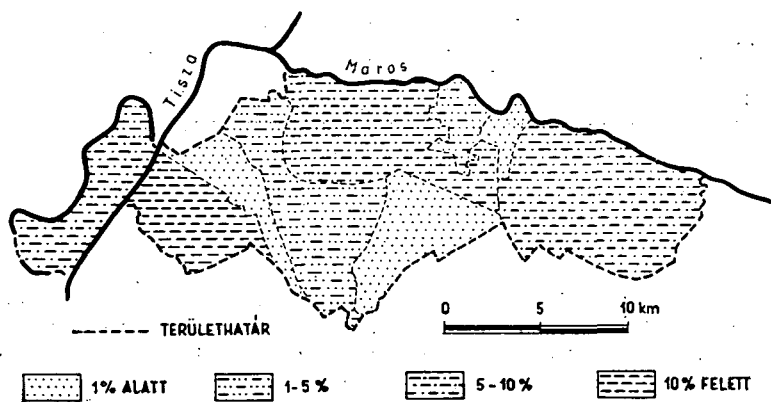 Tisza
Maros
0 5 10 km
TERÜLETHATÁR
1% ALATT 1-5 % 5-10% 10% FELETT